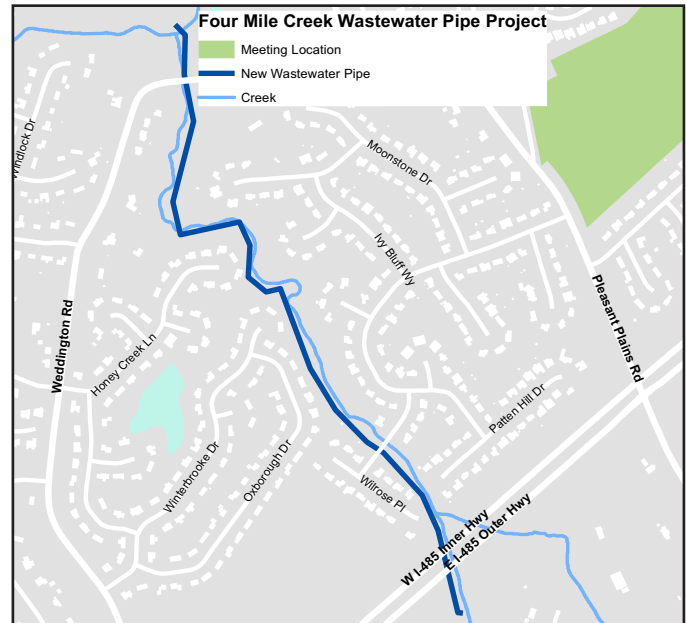 Four Mile Creek Wastewater Pipe Project
Meeting Location
New Wastewater Pipe
Creek
Windlock Dr
Moonstone Dr
Ivy Bluff Wy
Pleasant Plains Rd
Weddington Rd
Honey Creek Ln
Patten Hill Dr
Winterbrooke Dr
Oxborough Dr
Wilrose Pl
W I-485 Inner Hwy
E I-485 Outer Hwy